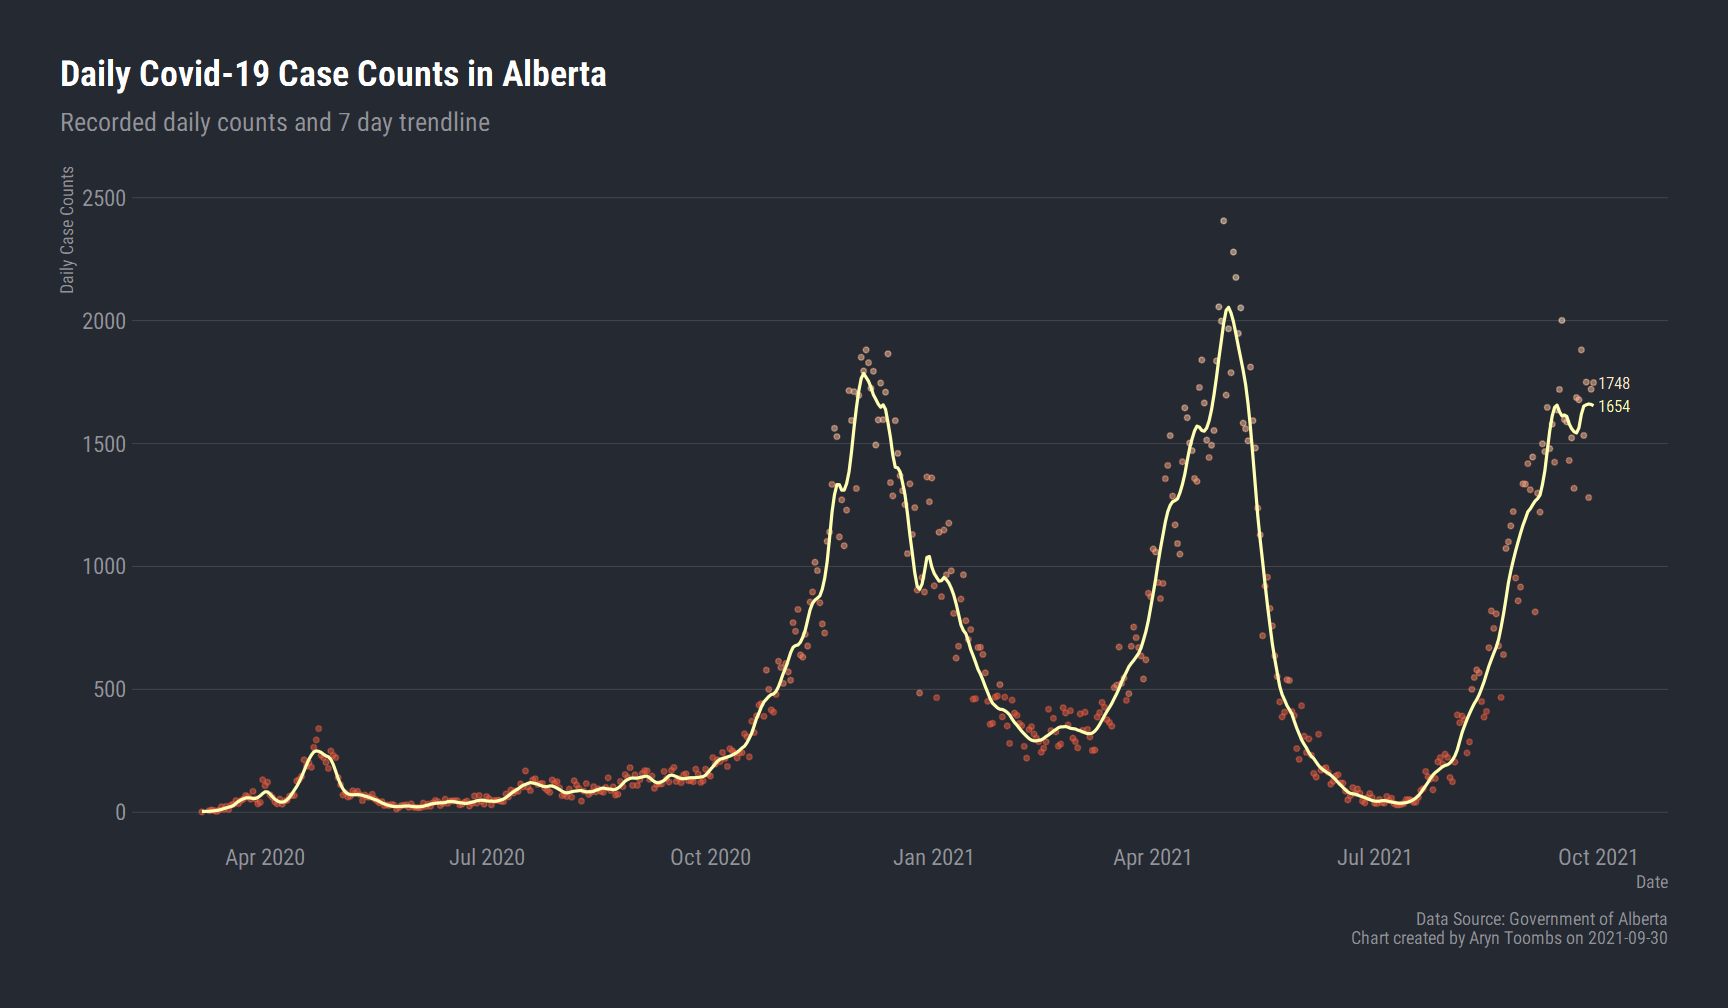 Daily Covid-19 Case Counts in Alberta
Recorded daily counts and 7 day trendline
Daily Case Counts
2500
2000
1500
1000
500
0
1748
1654
Apr 2020
Jul 2020
Oct 2020
Jan 2021
Apr 2021
Jul 2021
Oct 2021
Date
Data Source: Government of Alberta
Chart created by Aryn Toombs on 2021-09-30